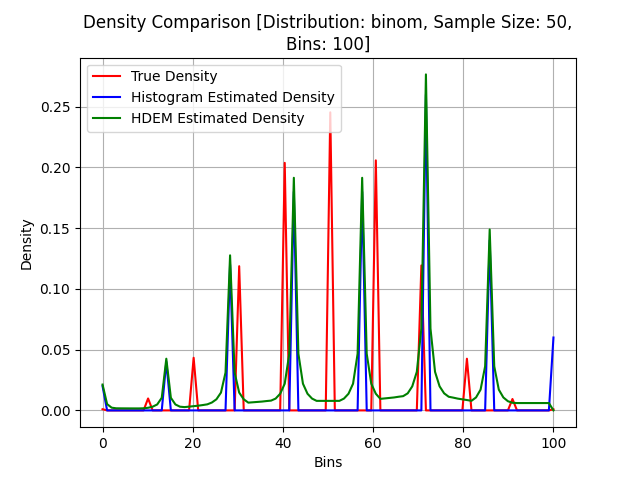 Density Comparison [Distribution: binom, Sample Size: 50,
Bins: 100]
True Density
Histogram Estimated Density
HDEM Estimated Density
0.25
0.20
0.15
0.10
0.05
0.00
Density
0 20 40 60 80 100
Bins